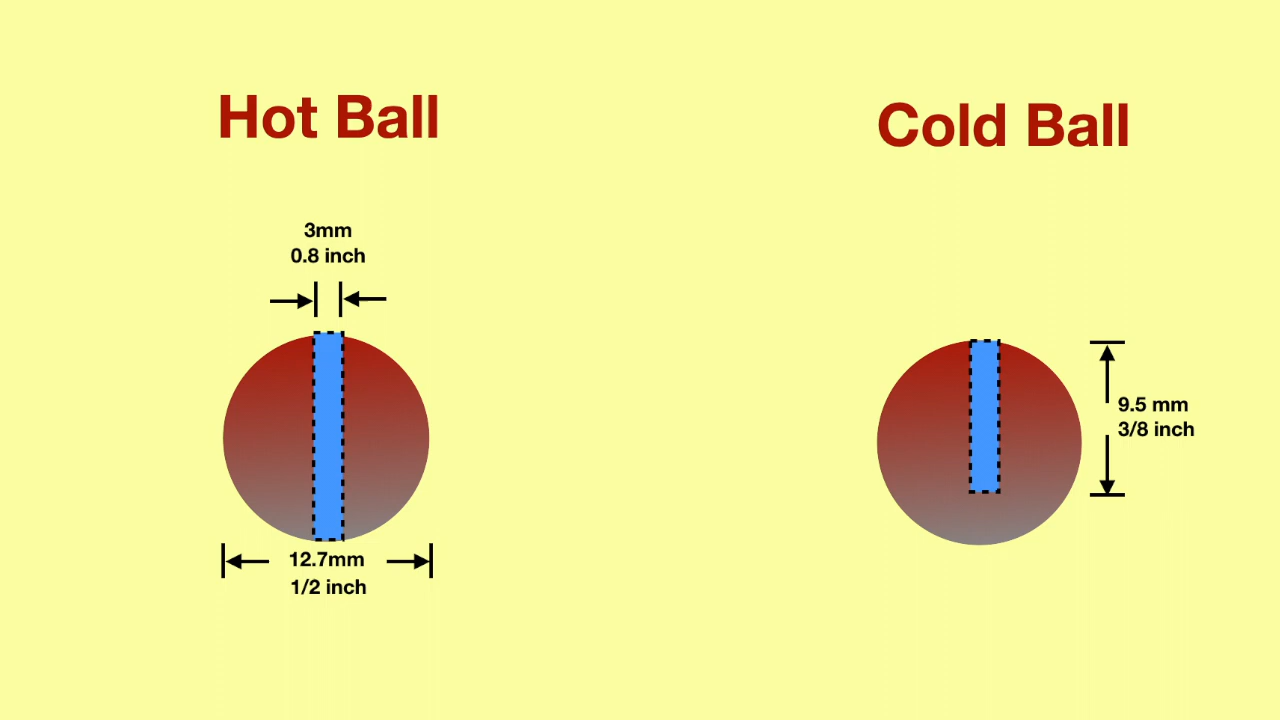 Hot Ball
Cold Ball
3mm
0.8 inch
9.5 mm
3/8 inch
12.7mm
1/2 inch